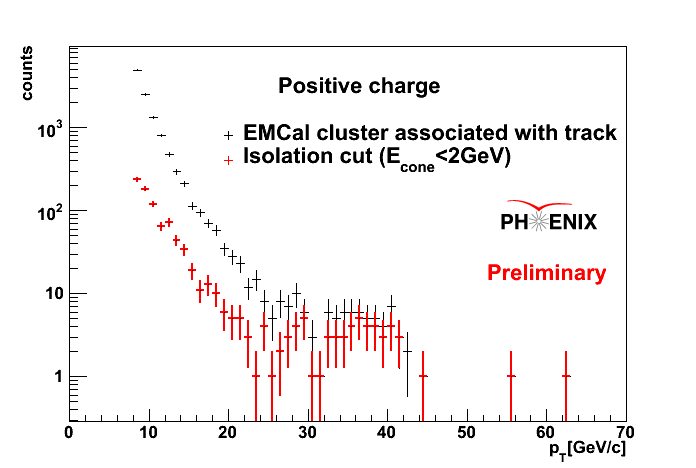 counts
Positive charge
EMCal cluster associated with track
Isolation cut (E_cone<2GeV)
10^3
10^2
10
1
PHENIX
Preliminary
0 10 20 30 40 50 60 70
p_T[GeV/c]